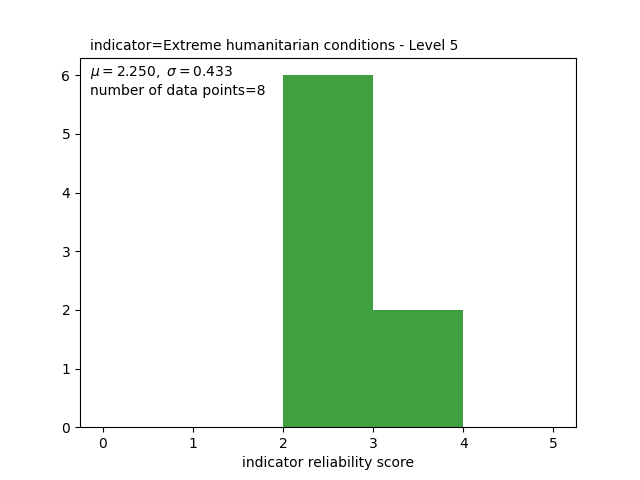 indicator=Extreme humanitarian conditions - Level 5
μ = 2.250, σ = 0.433
number of data points=8
6
5
4
3
2
1
0
0 1 2 3 4 5
indicator reliability score